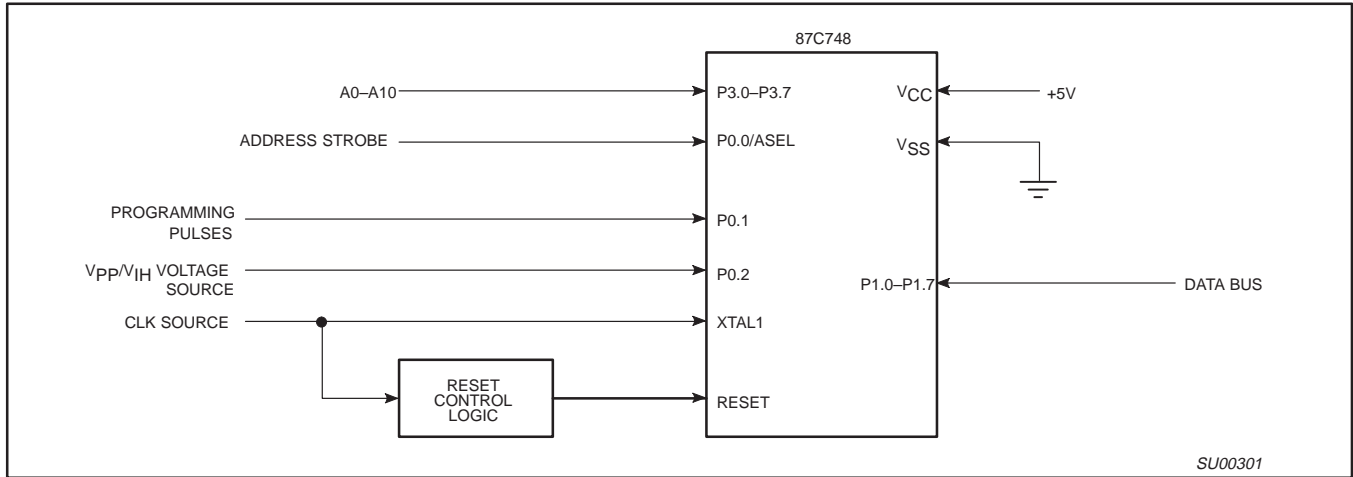 87C748
A0–A10
P3.0–P3.7
VCC
+5V
ADDRESS STROBE
P0.0/ASEL
VSS
PROGRAMMING
PULSES
P0.1
VPP/VIH VOLTAGE
SOURCE
P0.2
P1.0–P1.7
DATA BUS
CLK SOURCE
XTAL1
RESET
CONTROL
LOGIC
RESET
SU00301